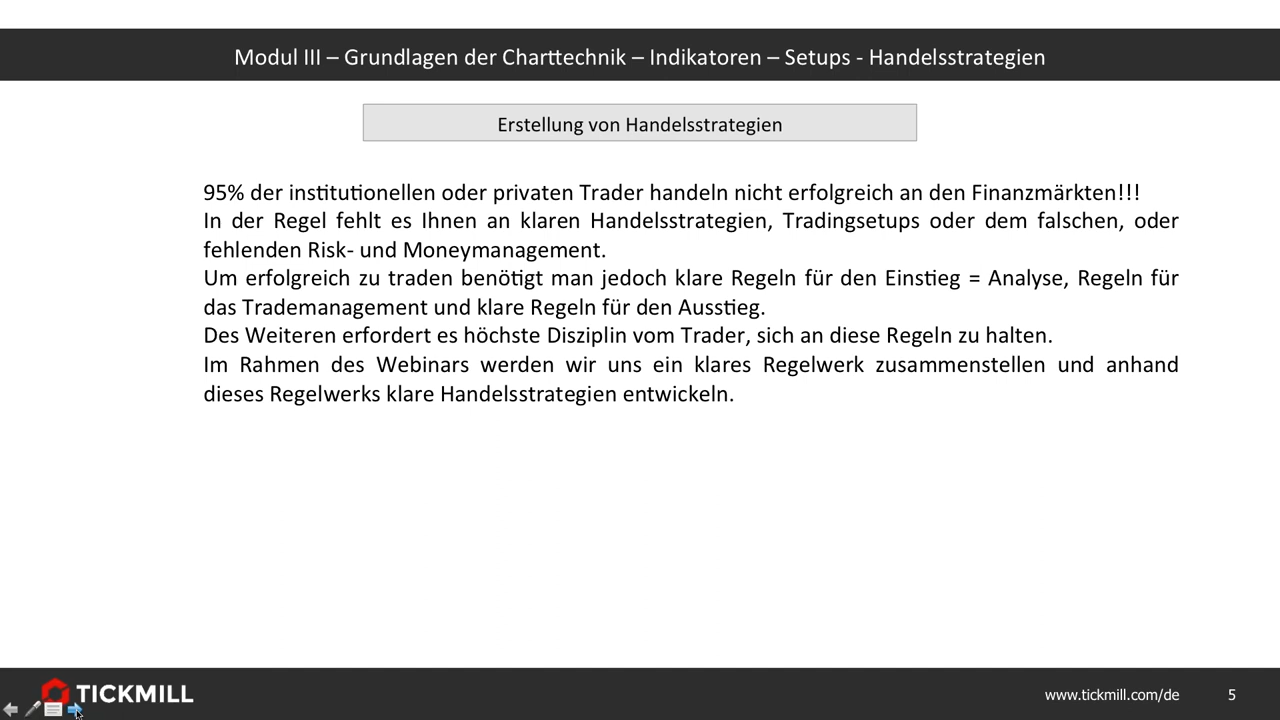 Modul III – Grundlagen der Charttechnik – Indikatoren – Setups - Handelsstrategien
Erstellung von Handelsstrategien
95% der institutionellen oder privaten Trader handeln nicht erfolgreich an den Finanzmärkten!!!
In der Regel fehlt es Ihnen an klaren Handelsstrategien, Tradingsetups oder dem falschen, oder
fehlenden Risk- und Moneymanagement.
Um erfolgreich zu traden benötigt man jedoch klare Regeln für den Einstieg = Analyse, Regeln für
das Trademanagement und klare Regeln für den Ausstieg.
Des Weiteren erfordert es höchste Disziplin vom Trader, sich an diese Regeln zu halten.
Im Rahmen des Webinars werden wir uns ein klares Regelwerk zusammenstellen und anhand
dieses Regelwerks klare Handelsstrategien entwickeln.
TICKMILL
www.tickmill.com/de
5